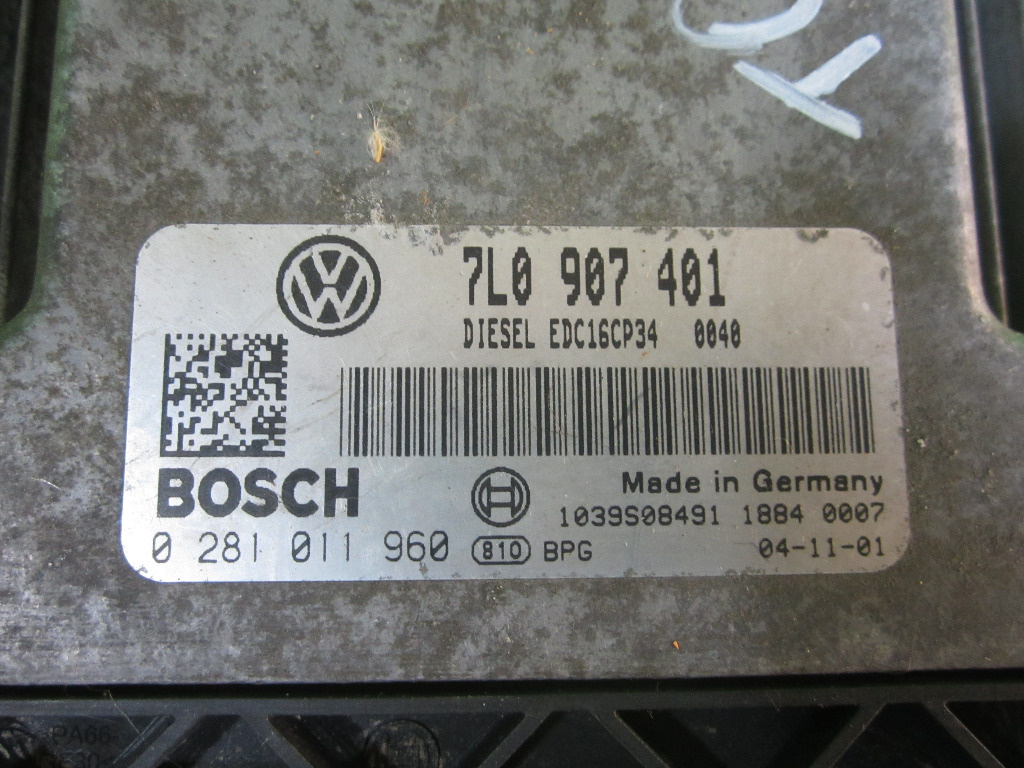 7L0 907 401
DIESEL EDC16CP34 0040
BOSCH
Made in Germany
1039S08491 1884 0007
0 281 011 960 810 BPG 04-11-01
PA66-